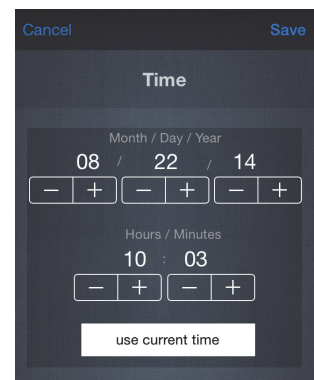 Cancel Save
Time
Month / Day / Year
08 / 22 / 14
− + − + − +
Hours / Minutes
10 : 03
− + − +
use current time